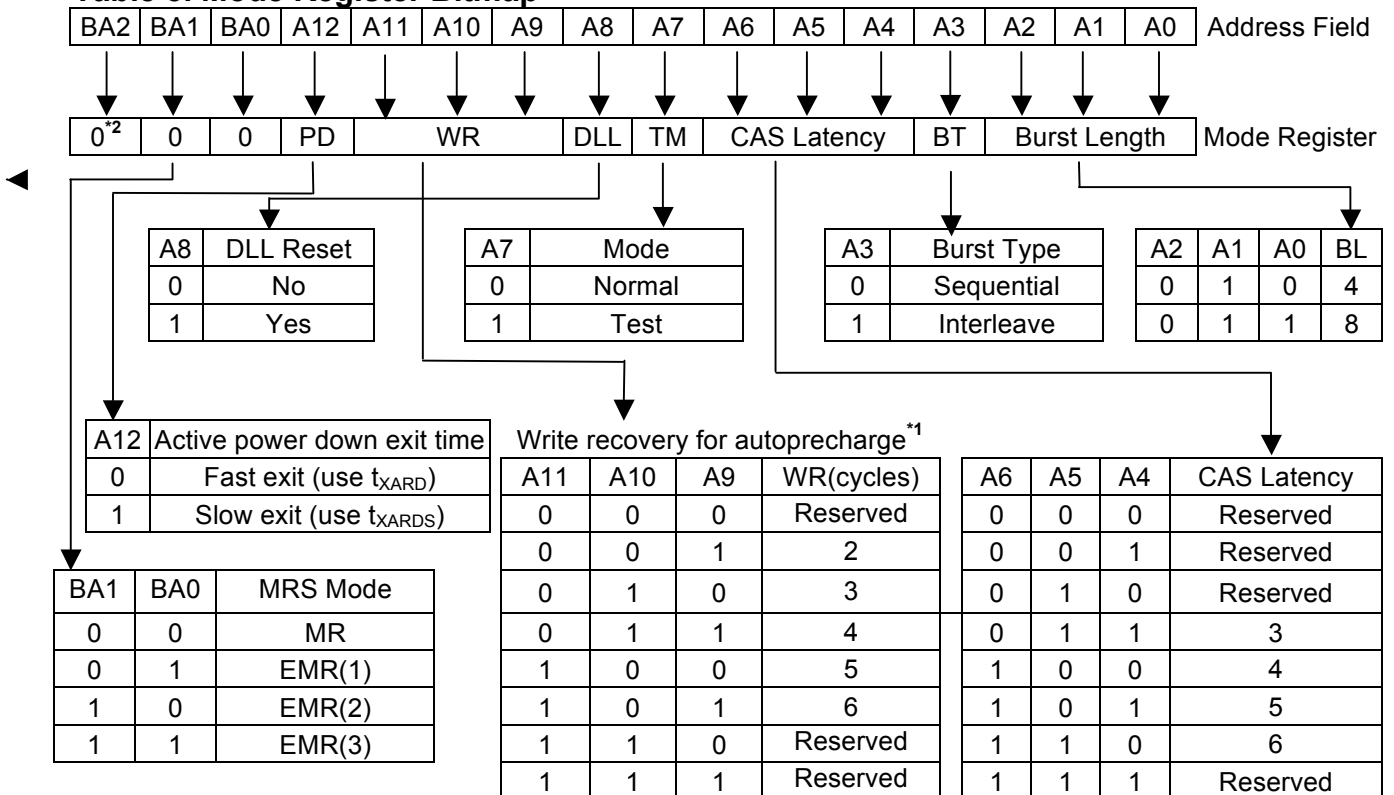 Table 3. Mode Register Bitmap
BA2 BA1 BA0 A12 A11 A10 A9 A8 A7 A6 A5 A4 A3 A2 A1 A0 Address Field
0*2 0 0 PD WR DLL TM CAS Latency BT Burst Length Mode Register
A8 DLL Reset
0 No
1 Yes
A7 Mode
0 Normal
1 Test
A3 Burst Type
0 Sequential
1 Interleave
A2 A1 A0 BL
0 1 0 4
0 1 1 8
A12 Active power down exit time
0 Fast exit (use tXARD)
1 Slow exit (use tXARDS)
BA1 BA0 MRS Mode
0 0 MR
0 1 EMR(1)
1 0 EMR(2)
1 1 EMR(3)
Write recovery for autoprecharge*1
A11 A10 A9 WR(cycles)
0 0 0 Reserved
0 0 1 2
0 1 0 3
0 1 1 4
1 0 0 5
1 0 1 6
1 1 0 Reserved
1 1 1 Reserved
A6 A5 A4 CAS Latency
0 0 0 Reserved
0 0 1 Reserved
0 1 0 Reserved
0 1 1 3
1 0 0 4
1 0 1 5
1 1 0 6
1 1 1 Reserved